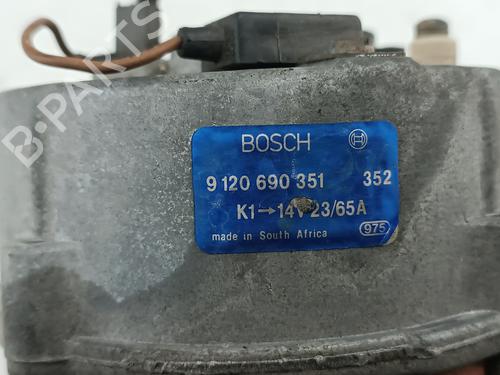 BOSCH
9 120 690 351 352
K1→14V 23/65A
made in South Africa 975
B-PARTS